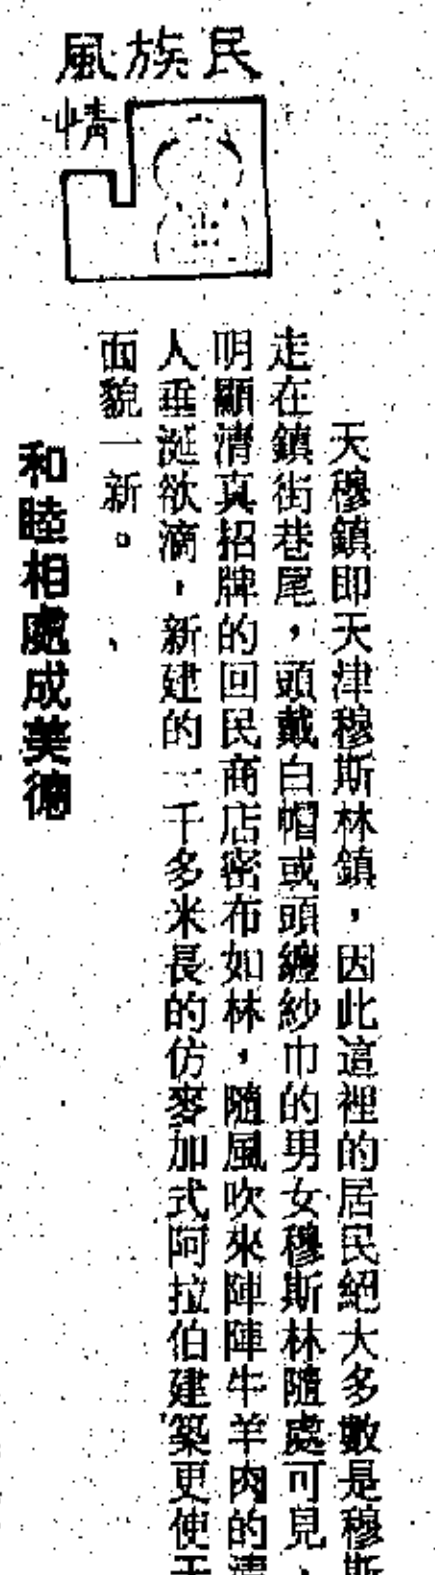 民族風
情
天穆鎮即天津穆斯林鎮，因此這裡的居民絕大多數是穆斯
走在鎮街巷尾，頭戴白帽或頭纏紗巾的男女穆斯林隨處可見，
明顯清真招牌的回民商店密布如林，隨風吹來陣陣牛羊肉的清
人垂涎欲滴，新建的一千多米長的仿麥加式阿拉伯建築更使天
面貌一新。
和睦相處成美德